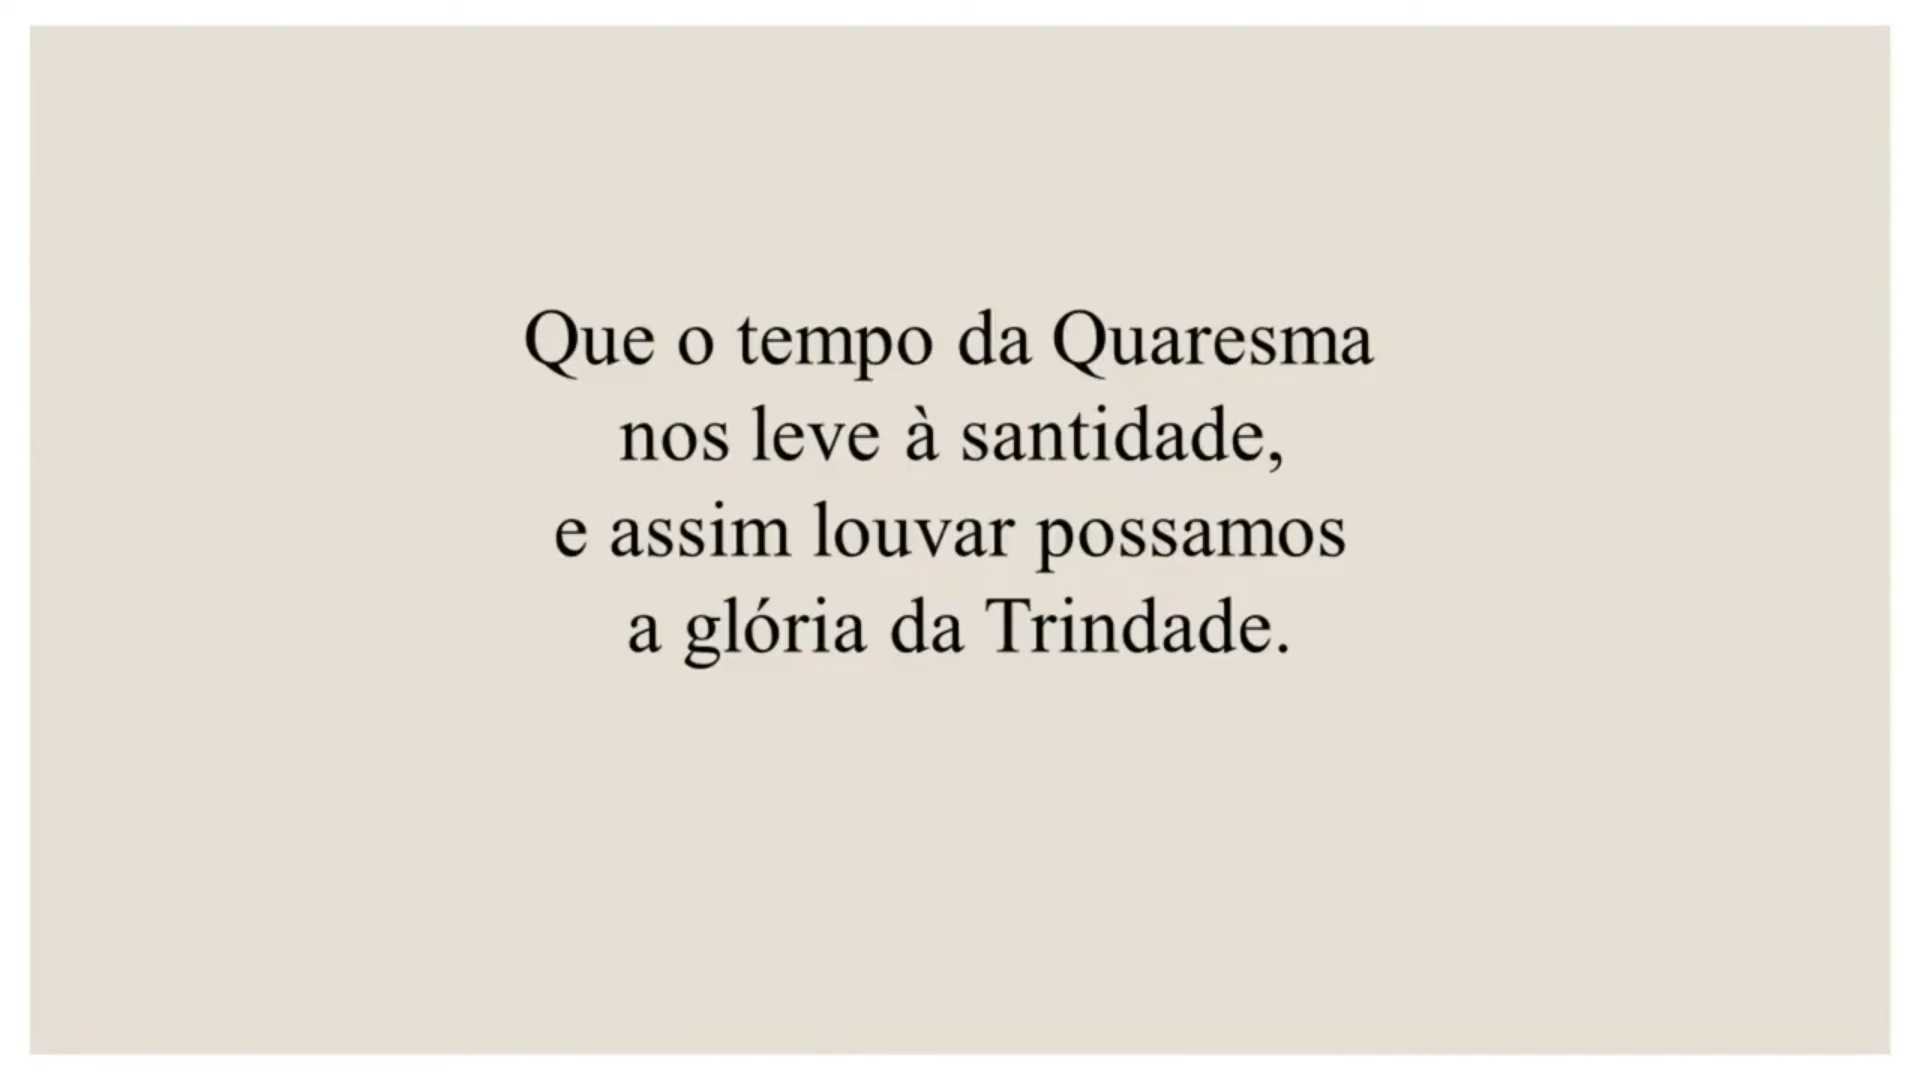 Que o tempo da Quaresma
nos leve à santidade,
e assim louvar possamos
a glória da Trindade.